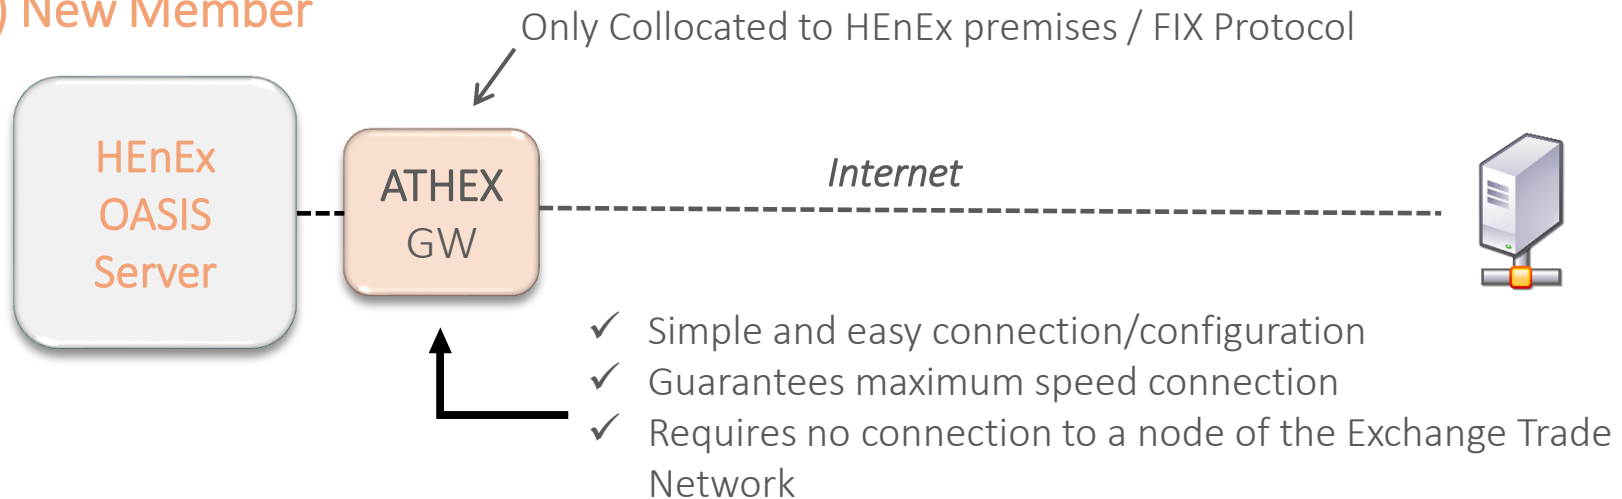 ) New Member
Only Collocated to HEnEx premises / FIX Protocol
HEnEx
OASIS
Server
ATHEX
GW
Internet
✓ Simple and easy connection/configuration
✓ Guarantees maximum speed connection
✓ Requires no connection to a node of the Exchange Trade
Network